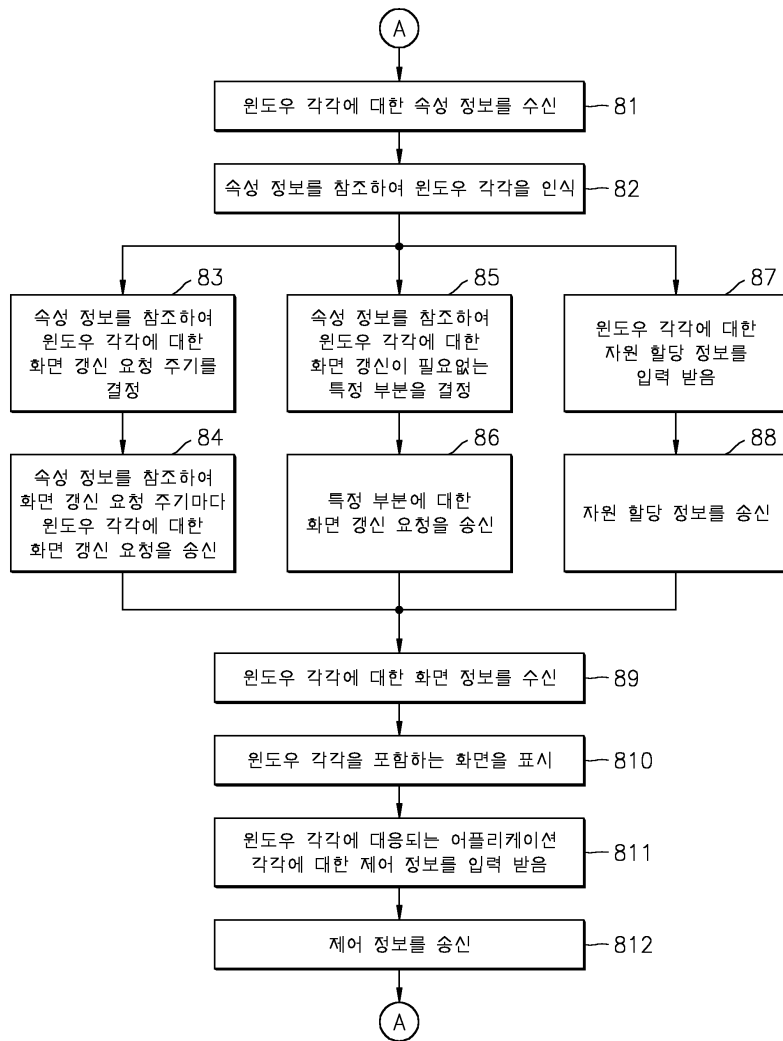 A
윈도우 각각에 대한 속성 정보를 수신
81
속성 정보를 참조하여 윈도우 각각을 인식
82
83
속성 정보를 참조하여
윈도우 각각에 대한
화면 갱신 요청 주기를
결정
85
속성 정보를 참조하여
윈도우 각각에 대한
화면 갱신이 필요없는
특정 부분을 결정
87
윈도우 각각에 대한
자원 할당 정보를
입력 받음
84
속성 정보를 참조하여
화면 갱신 요청 주기마다
윈도우 각각에 대한
화면 갱신 요청을 송신
86
특정 부분에 대한
화면 갱신 요청을 송신
88
자원 할당 정보를 송신
윈도우 각각에 대한 화면 정보를 수신
89
윈도우 각각을 포함하는 화면을 표시
810
윈도우 각각에 대응되는 어플리케이션
각각에 대한 제어 정보를 입력 받음
811
제어 정보를 송신
812
A